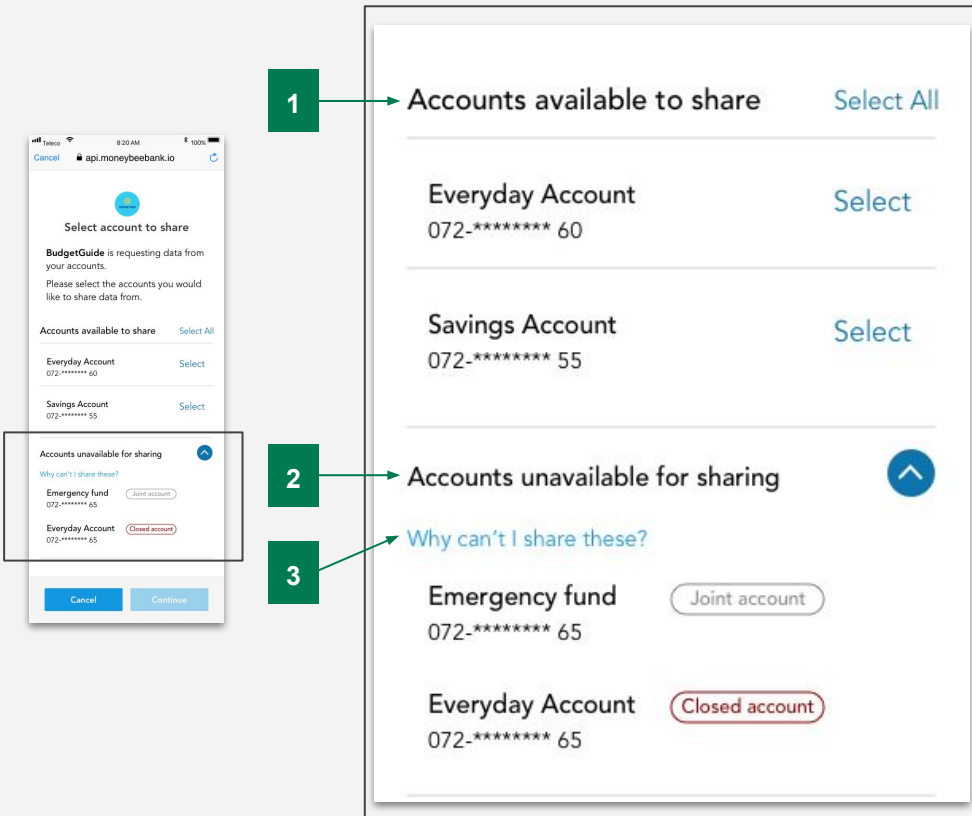 Teleco 8:20 AM 100%
Cancel api.moneybeebank.io
Select account to share
BudgetGuide is requesting data from
your accounts.
Please select the accounts you would
like to share data from.
Accounts available to share Select All
Everyday Account Select
072-******** 60
Savings Account Select
072-******** 55
Accounts unavailable for sharing
Why can't I share these?
Emergency fund Joint account
072-******** 65
Everyday Account Closed account
072-******** 65
Cancel Continue
1
Accounts available to share Select All
Everyday Account Select
072-******** 60
Savings Account Select
072-******** 55
2
Accounts unavailable for sharing
Why can't I share these?
3
Emergency fund Joint account
072-******** 65
Everyday Account Closed account
072-******** 65